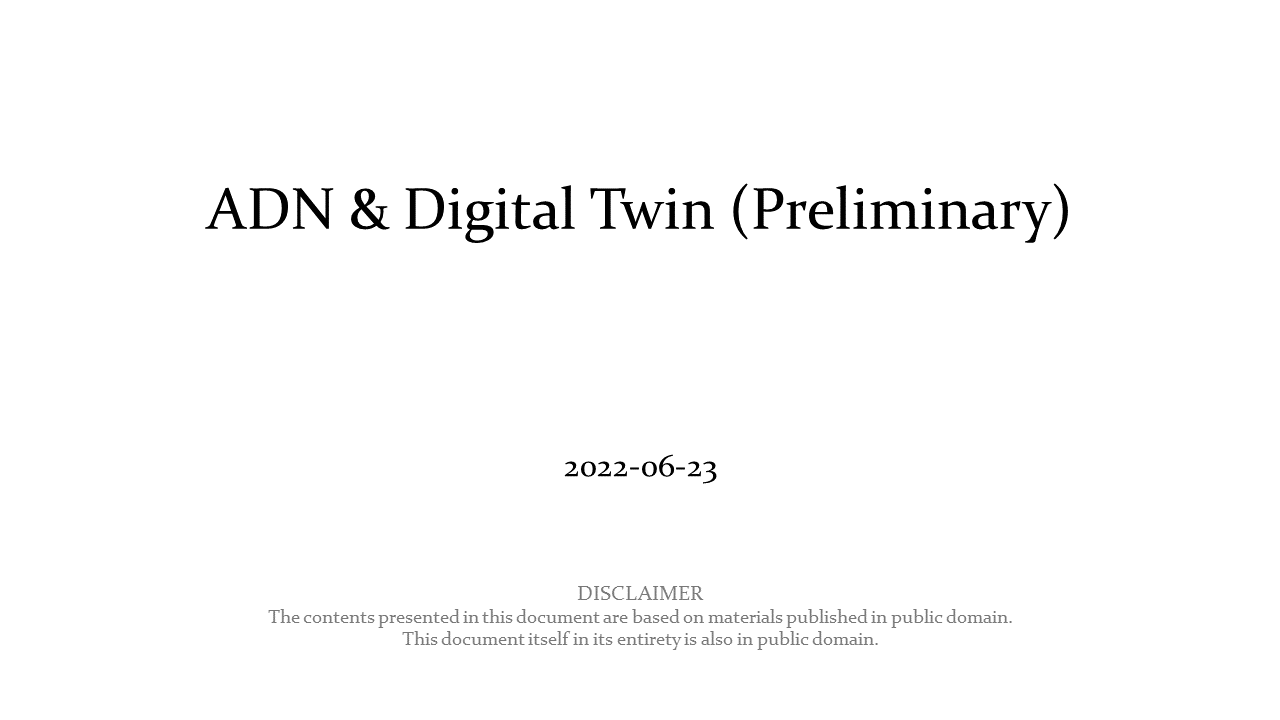 ADN & Digital Twin (Preliminary)
2022-06-23
DISCLAIMER
The contents presented in this document are based on materials published in public domain.
This document itself in its entirety is also in public domain.